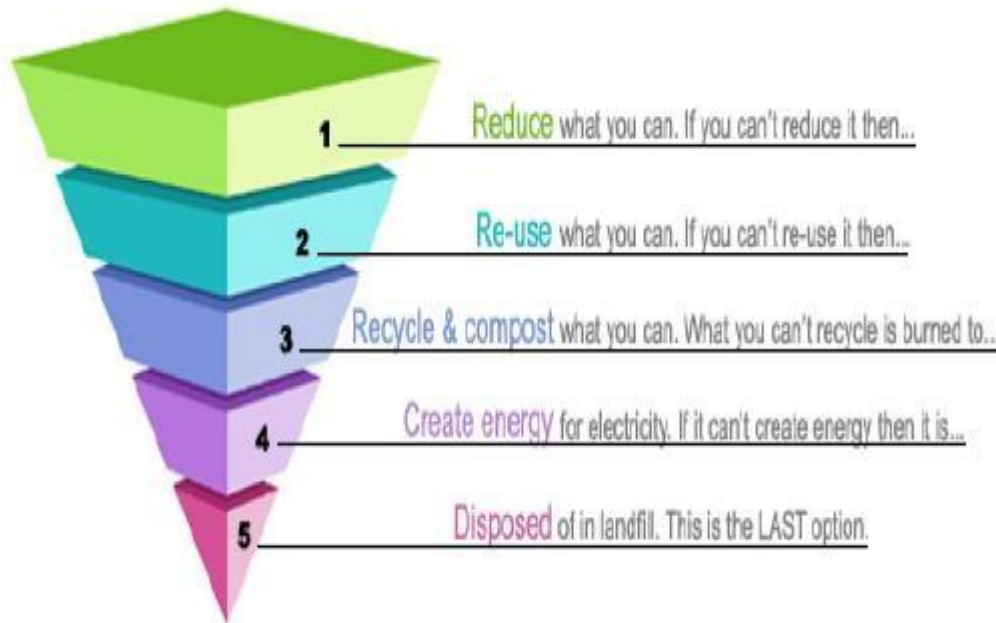 1 Reduce what you can. If you can't reduce it then...
2 Re-use what you can. If you can't re-use it then...
3 Recycle & compost what you can. What you can't recycle is burned to...
4 Create energy for electricity. If it can't create energy then it is...
5 Disposed of in landfill. This is the LAST option.